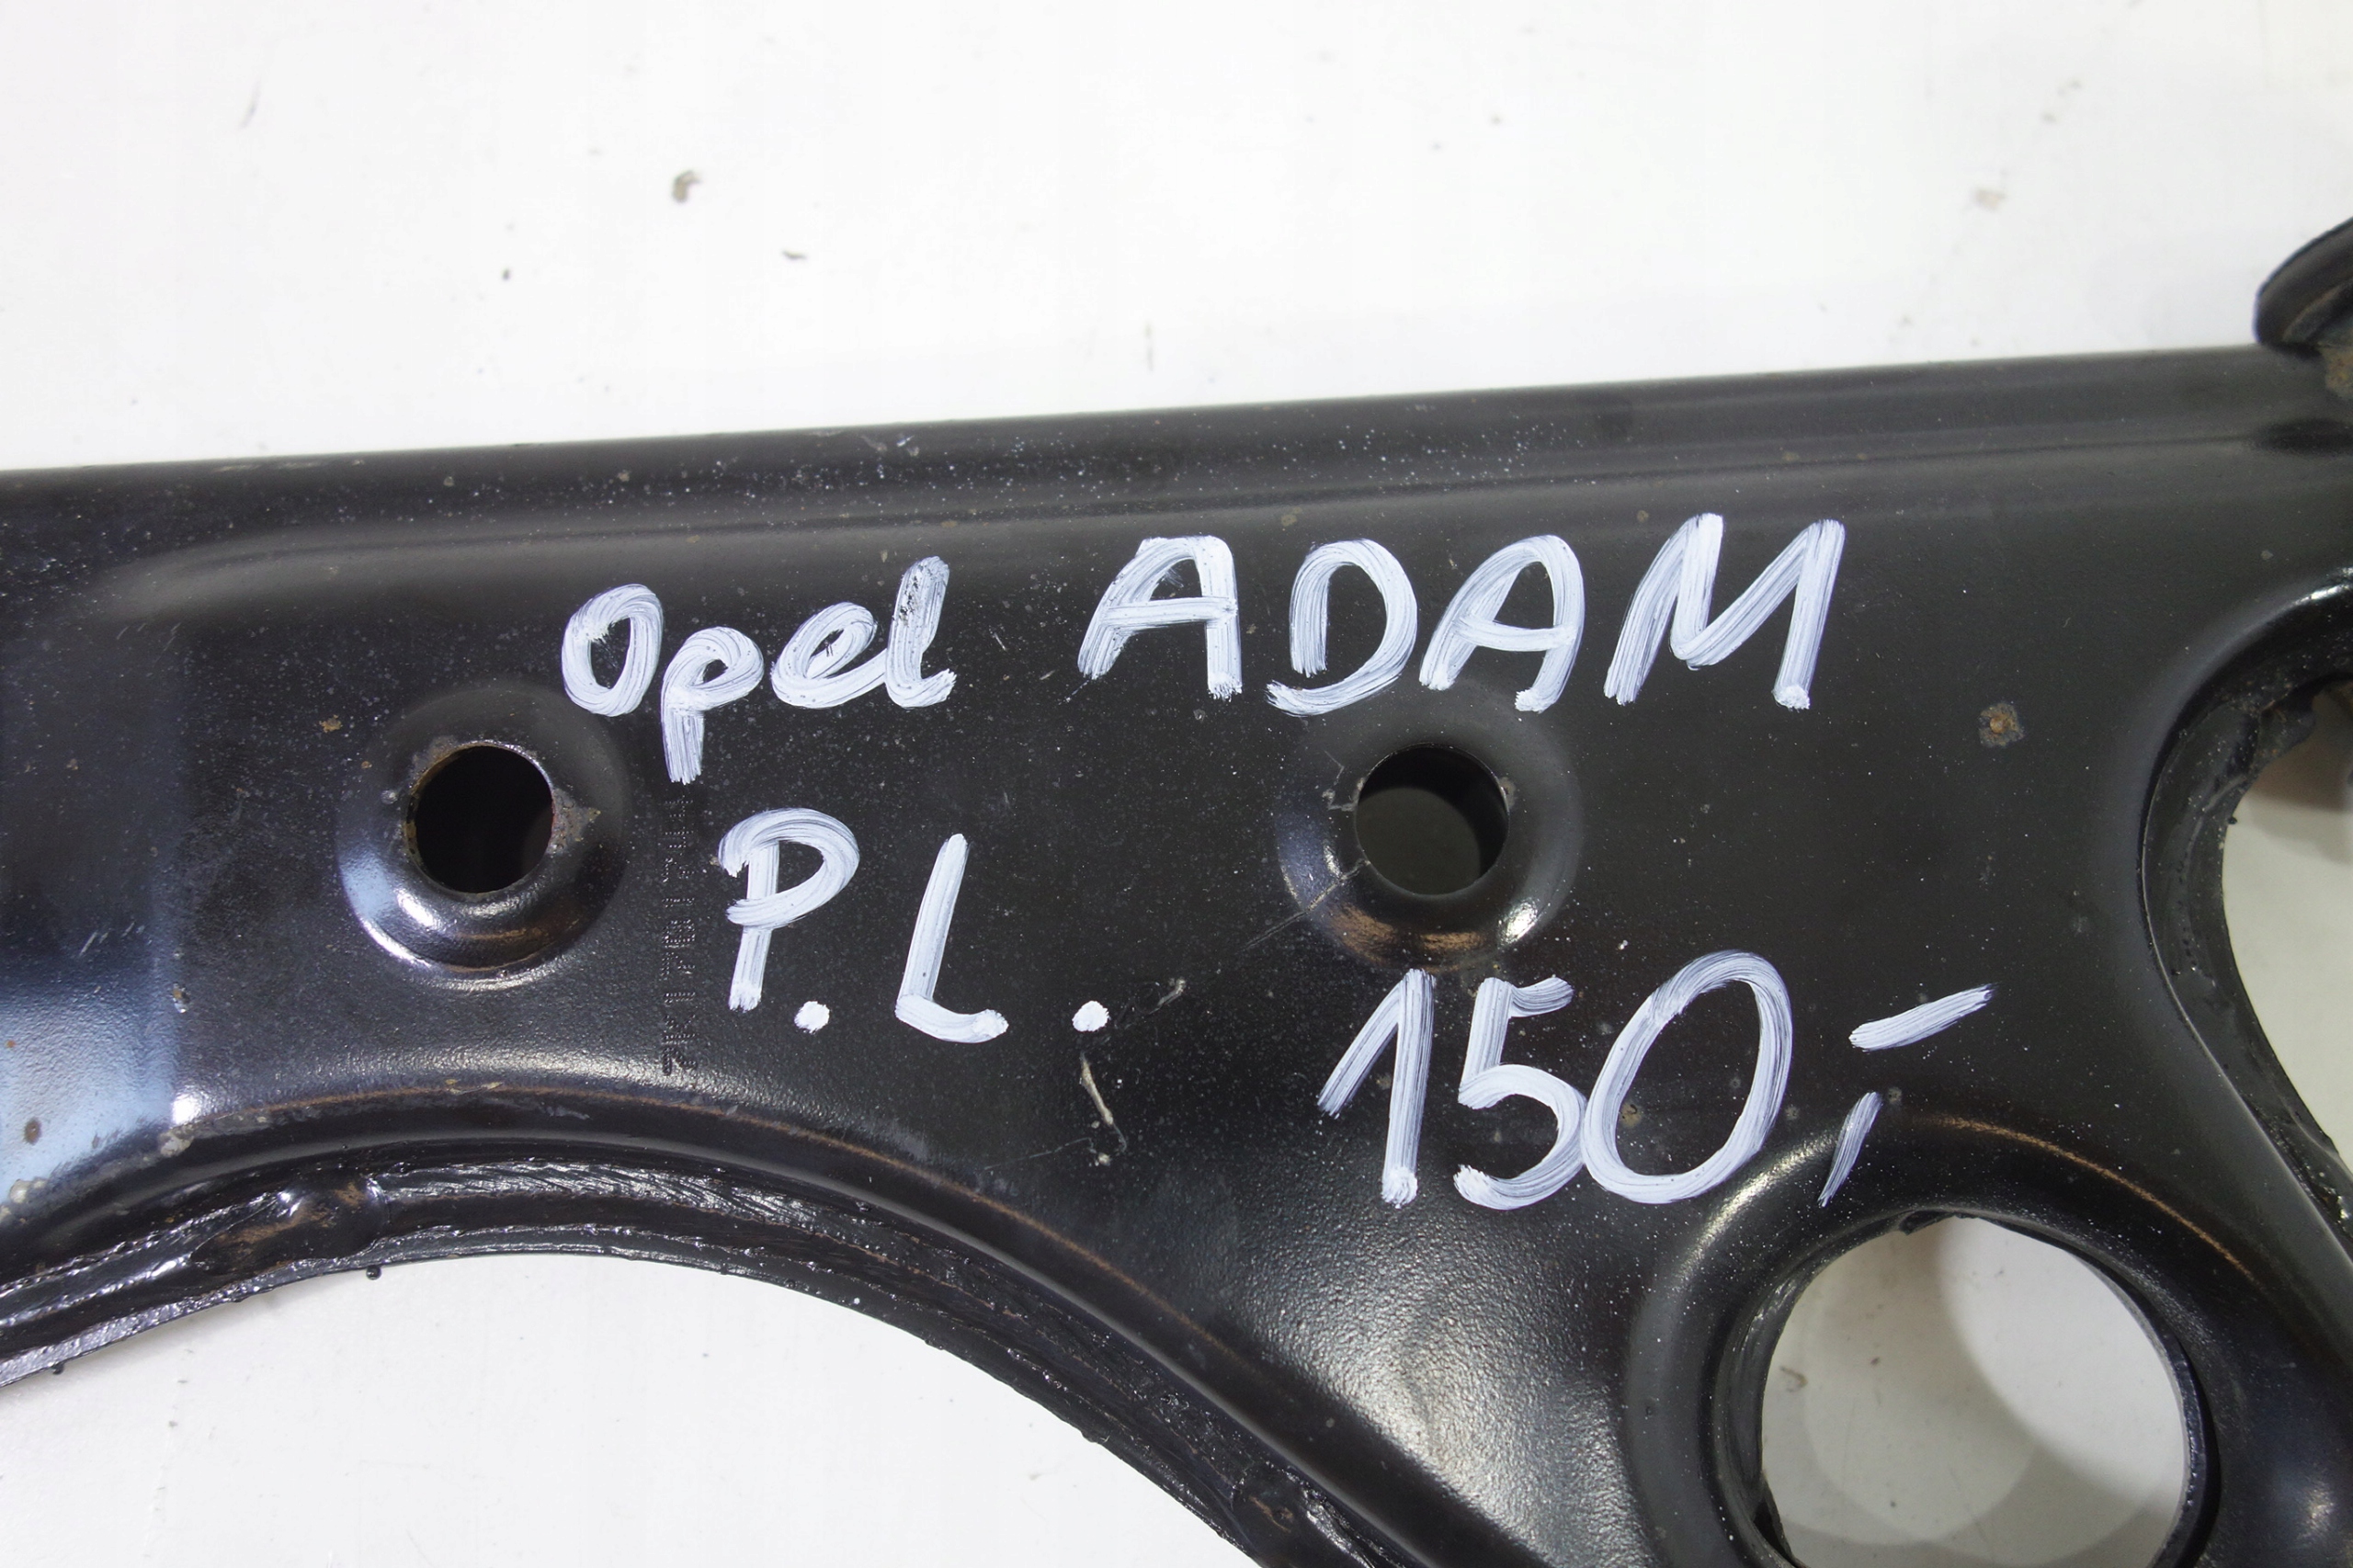 Opel ADAM
P.L.
150,-